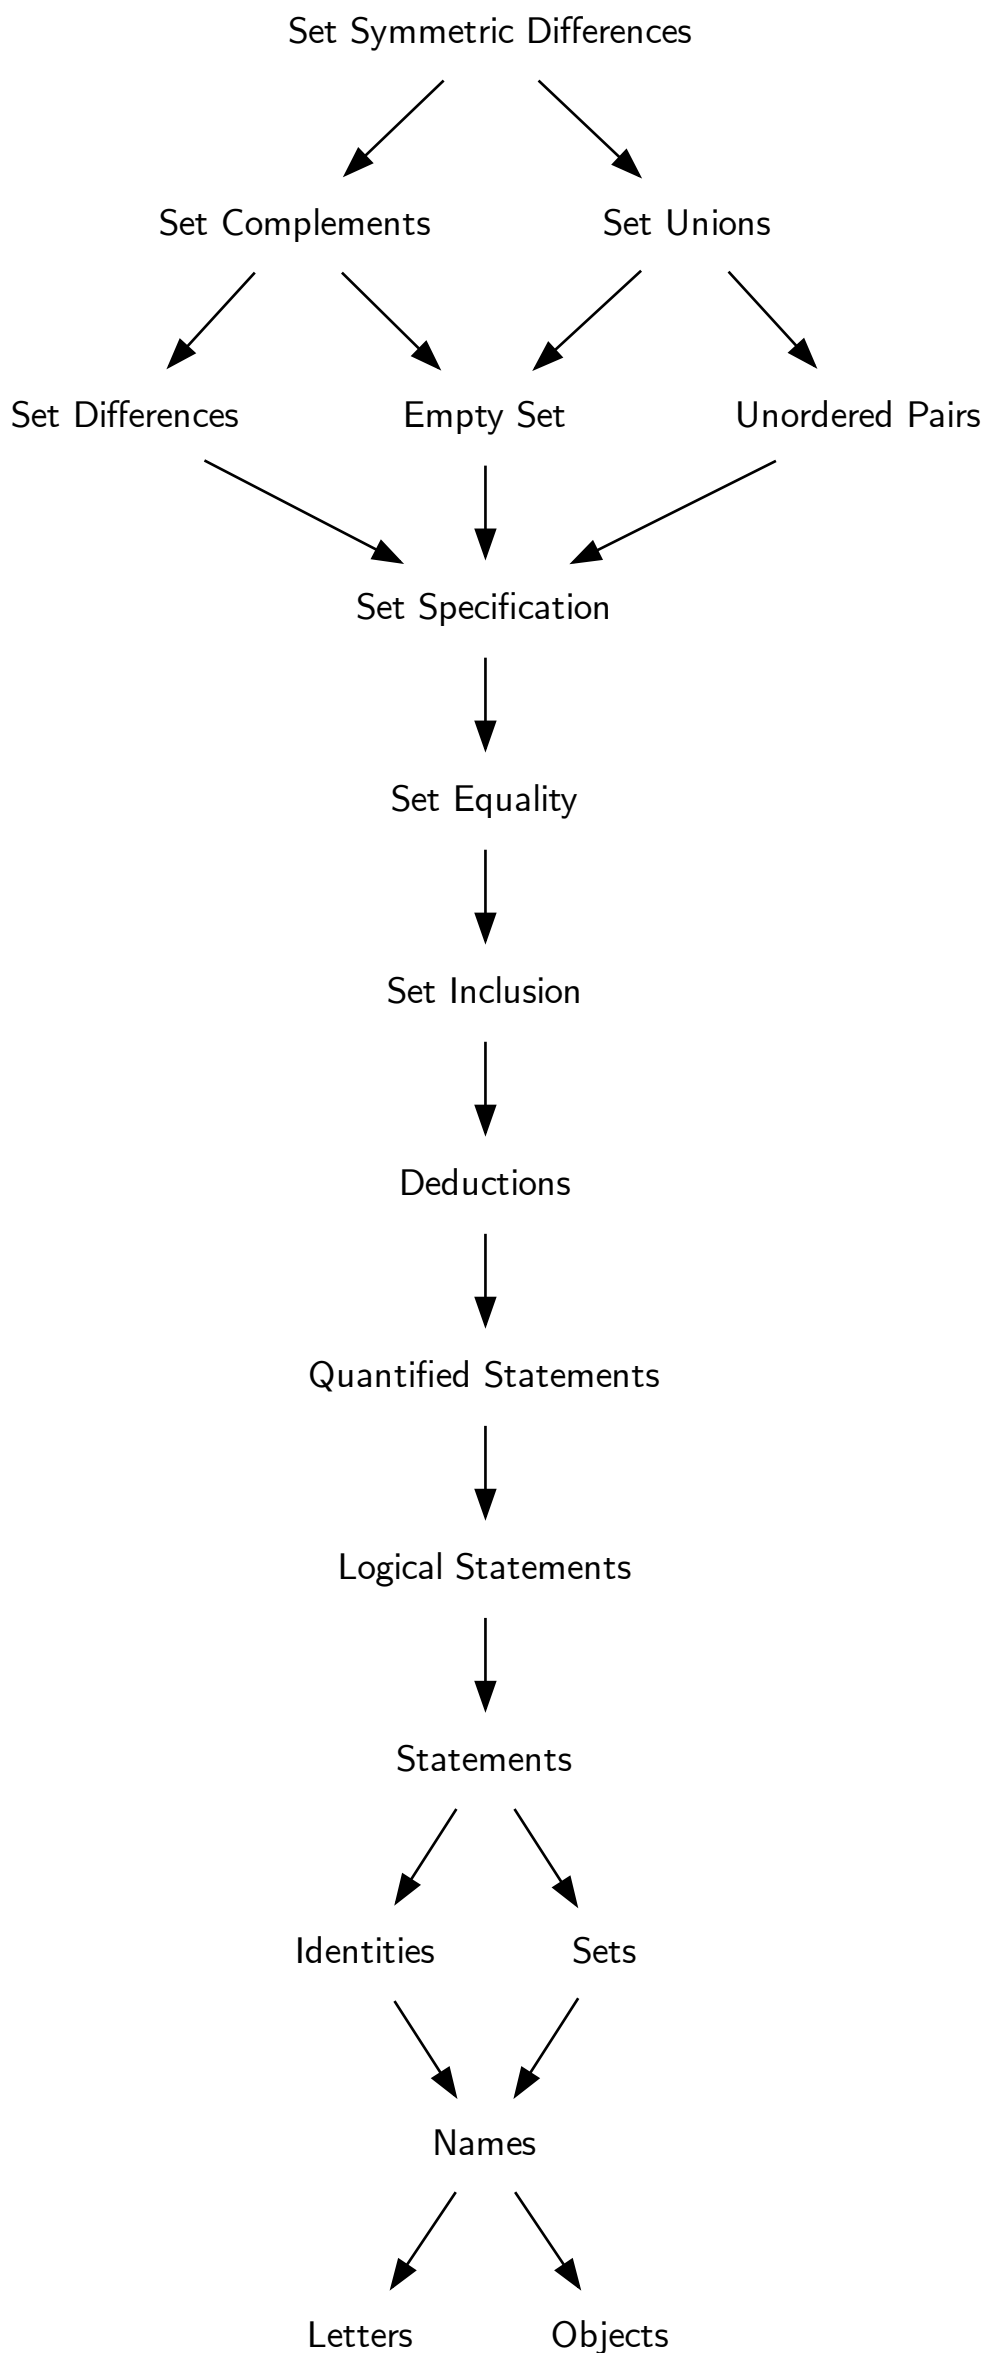 Set Symmetric Differences
Set Complements
Set Unions
Set Differences
Empty Set
Unordered Pairs
Set Specification
Set Equality
Set Inclusion
Deductions
Quantified Statements
Logical Statements
Statements
Identities
Sets
Names
Letters
Objects